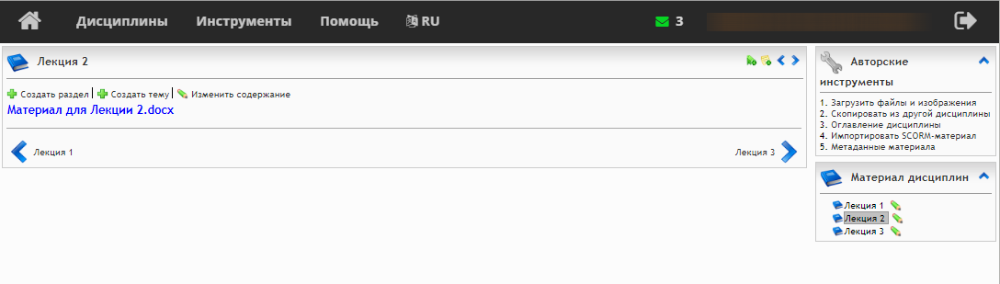 Дисциплины Инструменты Помощь RU 3
Лекция 2
Создать раздел | Создать тему | Изменить содержание
Материал для Лекции 2.docx
Лекция 1 Лекция 3
Авторские
инструменты
1. Загрузить файлы и изображения
2. Скопировать из другой дисциплины
3. Оглавление дисциплины
4. Импортировать SCORM-материал
5. Метаданные материала
Материал дисциплин
Лекция 1
Лекция 2
Лекция 3